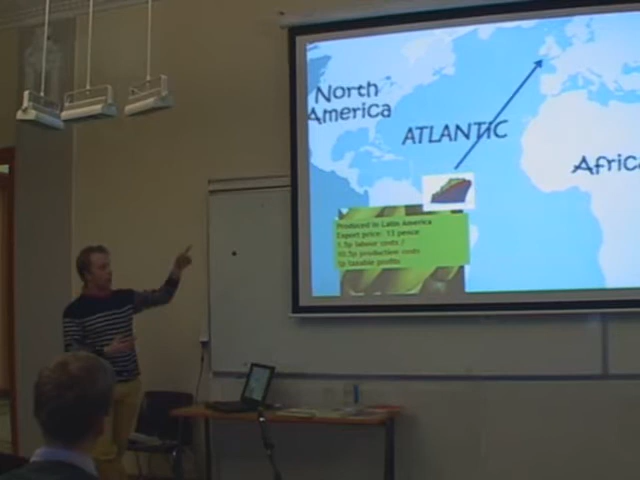 North
America
ATLANTIC
Africa
Produced in Latin America
Export price: 13 pence
1.5p labour costs /
10.5p production costs
1p taxable profits